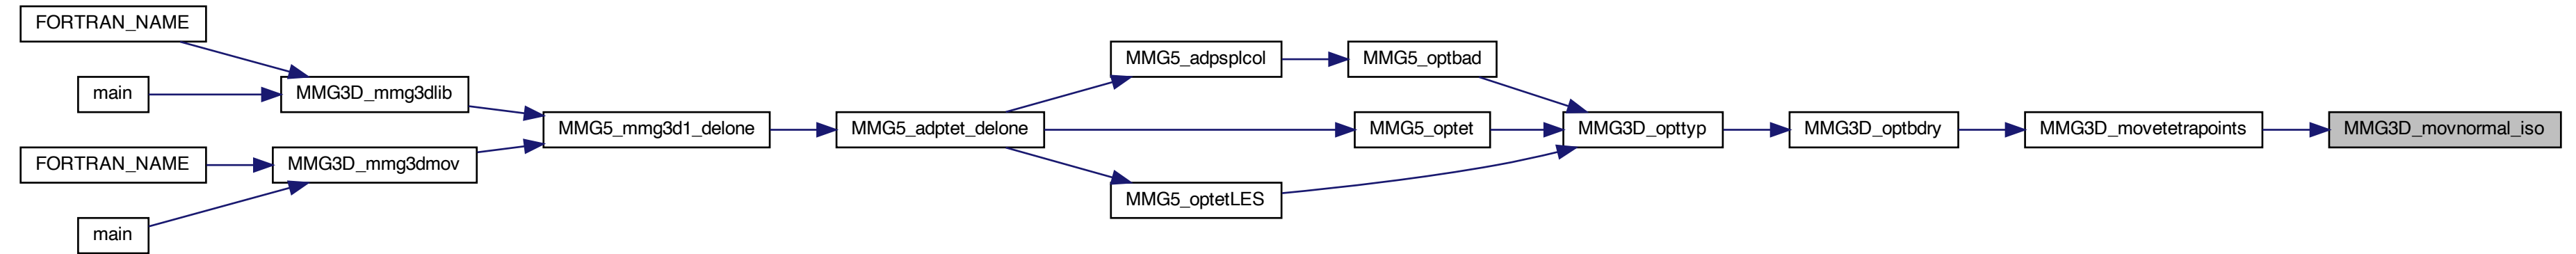 FORTRAN_NAME
main
MMG3D_mmg3dlib
FORTRAN_NAME
main
MMG3D_mmg3dmov
MMG5_mmg3d1_delone
MMG5_adptet_delone
MMG5_adpsplcol
MMG5_optbad
MMG5_optet
MMG5_optetLES
MMG3D_opttyp
MMG3D_optbdry
MMG3D_movetetrapoints
MMG3D_movnormal_iso